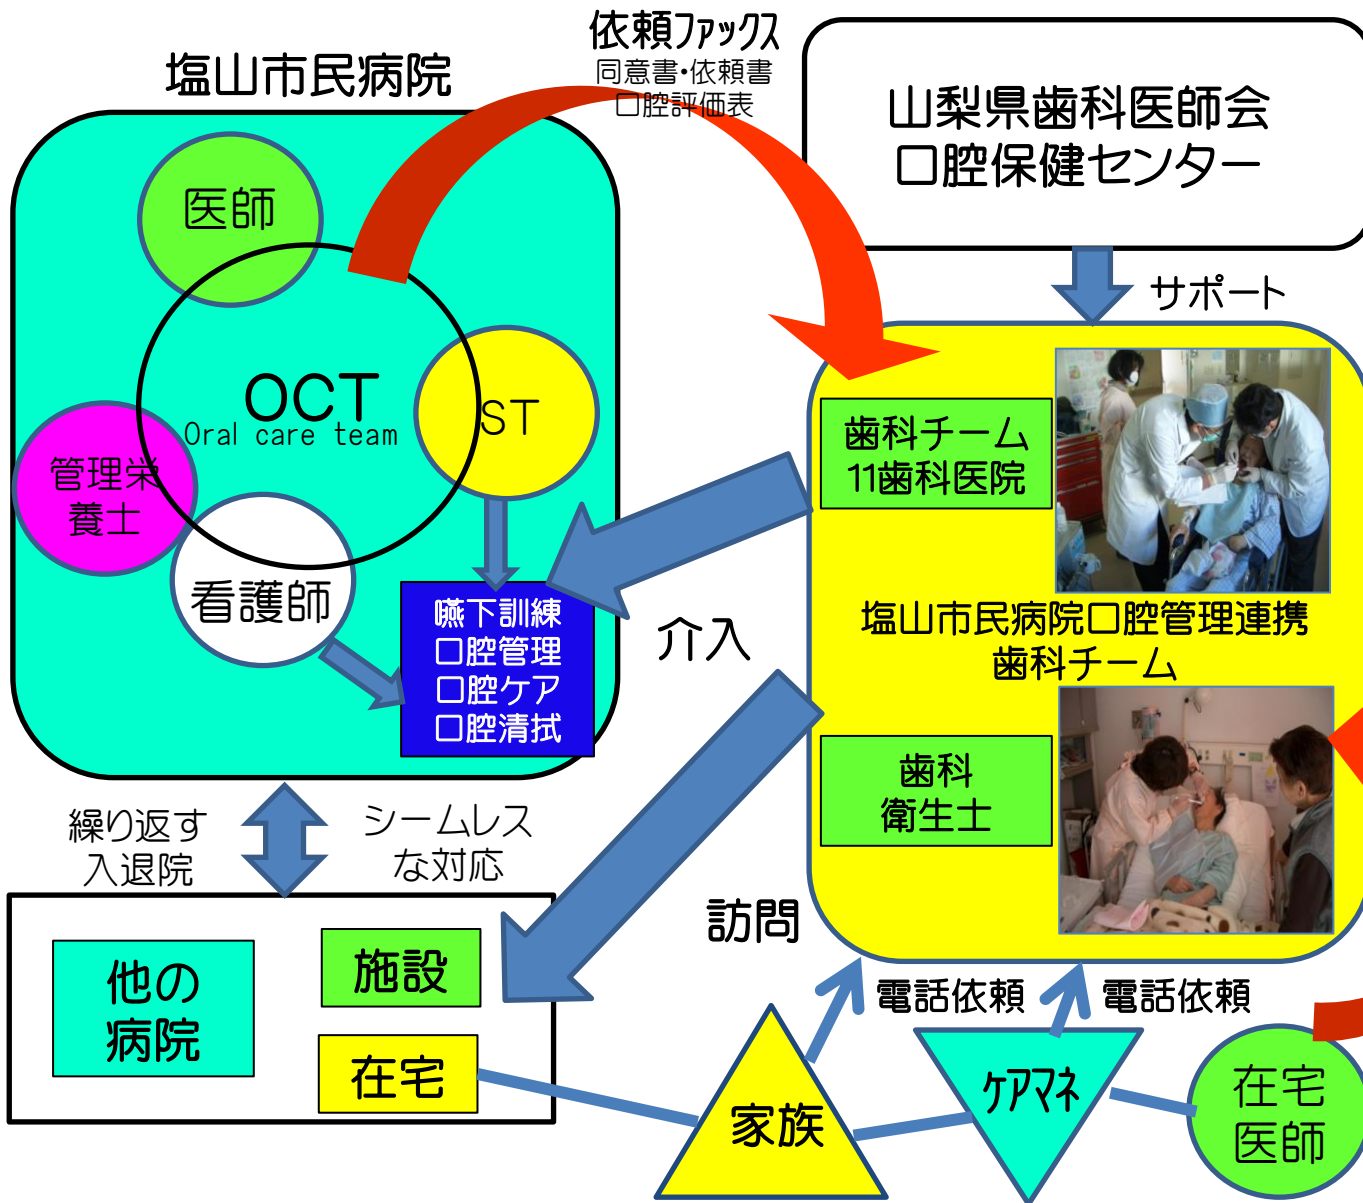 塩山市民病院
依頼ファックス
同意書・依頼書
口腔評価表
山梨県歯科医師会
口腔保健センター
サポート
医師
OCT
Oral care team
ST
管理栄
養士
看護師
嚥下訓練
口腔管理
口腔ケア
口腔清拭
歯科チーム
11歯科医院
塩山市民病院口腔管理連携
歯科チーム
歯科
衛生士
介入
訪問
繰り返す
入退院
シームレス
な対応
他の
病院
施設
在宅
電話依頼
電話依頼
家族
ケアマネ
在宅
医師